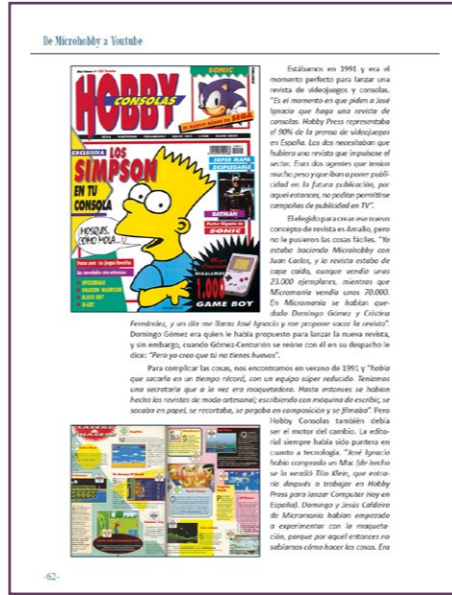 De Microhobby a Youtube
HOBBY
CONSOLAS
SONIC
SEGA
EXCLUSIVA
LOS
SIMPSON
EN TU
CONSOLA
SUPER MAPA
DESPLEGABLE
BATMAN
SONIC
MOSQUIS,
COMO MOLA...
REGALAMOS
1.000
GAME BOY
Estábamos en 1991 y era el
momento perfecto para lanzar una
revista de videojuegos y consolas.
"Es el momento en que piden a José
Ignacio que haga una revista de
consolas. Hobby Press representaba
el 90% de la prensa de videojuegos
en España. Los dos necesitaban que
hubiera una revista que impulsase el
sector. Eran dos agentes que tenían
mucho peso y que iban a poner publi-
cidad en la futura publicación, por
aquel entonces, no podían permitirse
campañas de publicidad en TV".
El elegido para crear ese nuevo
concepto de revista es Amalio, pero
no le pusieron las cosas fáciles. "Yo
estaba haciendo Microhobby con
Juan Carlos, y la revista estaba de
capa caída, aunque vendía unos
23.000 ejemplares, mientras que
Micromanía vendía unos 70.000.
En Micromanía se habían que-
dado Domingo Gómez y Cristina
Fernández, y un día me llama José Ignacio y me propone sacar la revista".
Domingo Gómez era quien le había propuesto para lanzar la nueva revista,
y sin embargo, cuando Gómez-Centurión se reúne con él en su despacho le
dice: "Pero yo creo que tú no tienes huevos".
Para complicar las cosas, nos encontramos en verano de 1991 y "había
que sacarla en un tiempo récord, con un equipo súper reducido. Teníamos
una secretaria que a la vez era maquetadora. Hasta entonces se habían
hecho las revistas de modo artesanal; escribiendo con máquina de escribir, se
sacaba en papel, se recortaba, se pegaba en composición y se filmaba". Pero
Hobby Consolas también debía
ser el motor del cambio. La edito-
rial siempre había sido puntera en
cuanto a tecnología. "José Ignacio
había comprado un Mac (de hecho
se lo vendió Tito Klein, que entra-
ría después a trabajar en Hobby
Press para lanzar Computer Hoy en
España). Domingo y Jesús Caldeiro
de Micromanía habían empezado
a experimentar con la maqueta-
ción, porque por aquel entonces no
sabíamos cómo hacer las cosas. Era
-62-